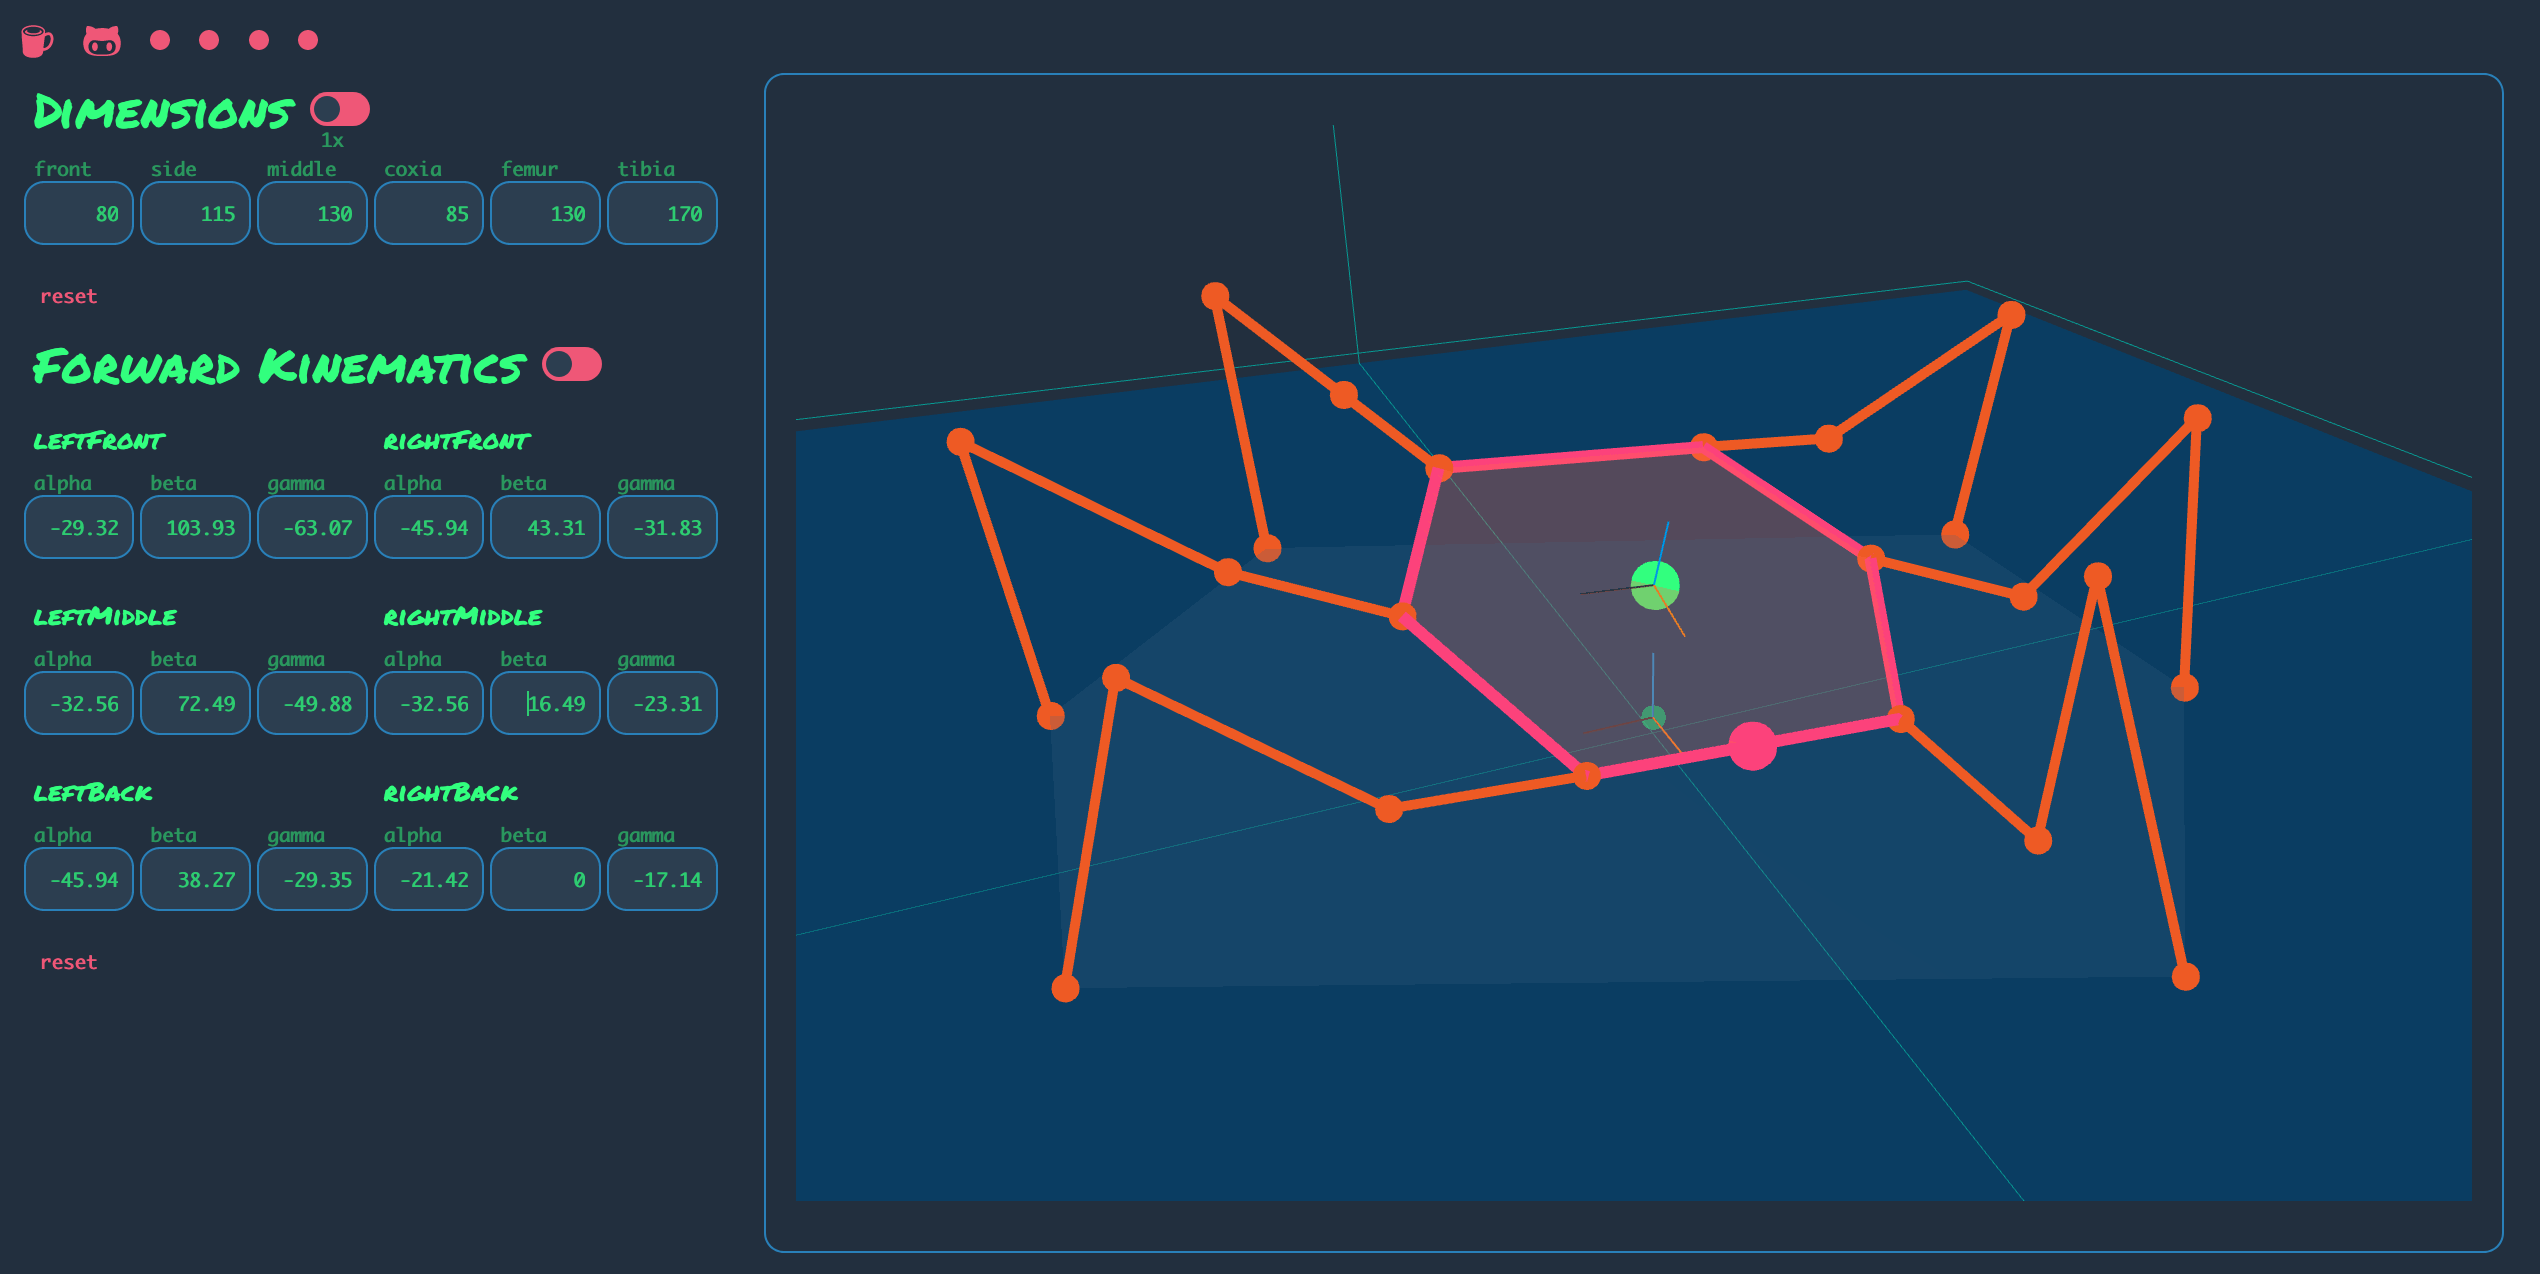 Dimensions
1x
front side middle coxia femur tibia
80 115 130 85 130 170
reset
Forward Kinematics
leftFront rightFront
alpha beta gamma alpha beta gamma
-29.32 103.93 -63.07 -45.94 43.31 -31.83
leftMiddle rightMiddle
alpha beta gamma alpha beta gamma
-32.56 72.49 -49.88 -32.56 16.49 -23.31
leftBack rightBack
alpha beta gamma alpha beta gamma
-45.94 38.27 -29.35 -21.42 0 -17.14
reset